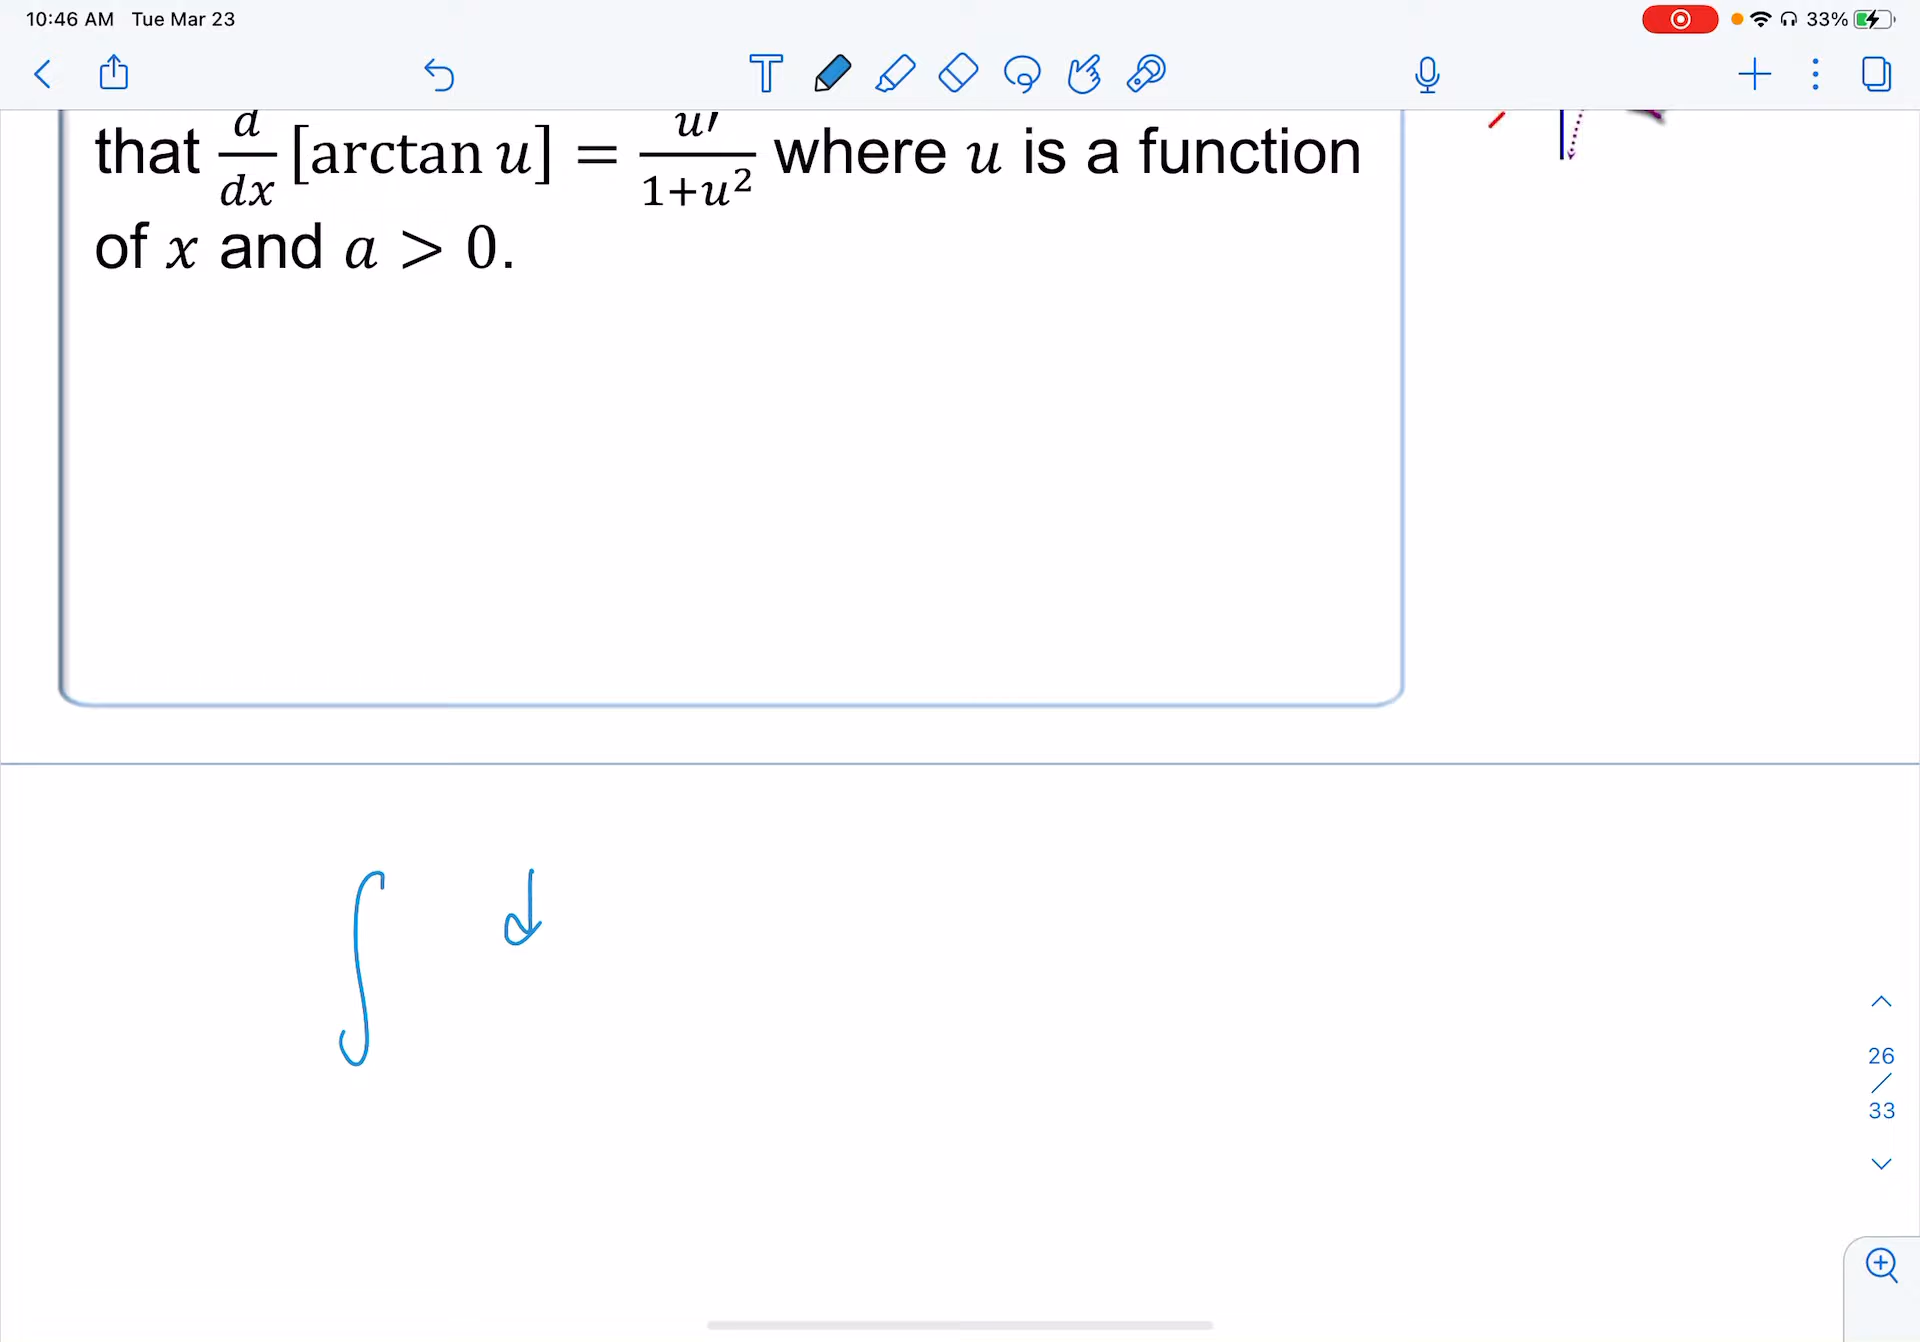 10:46 AM Tue Mar 23
33%
that d/dx [arctan u] = u′/1+u² where u is a function
of x and a > 0.
∫ d
26
/
33